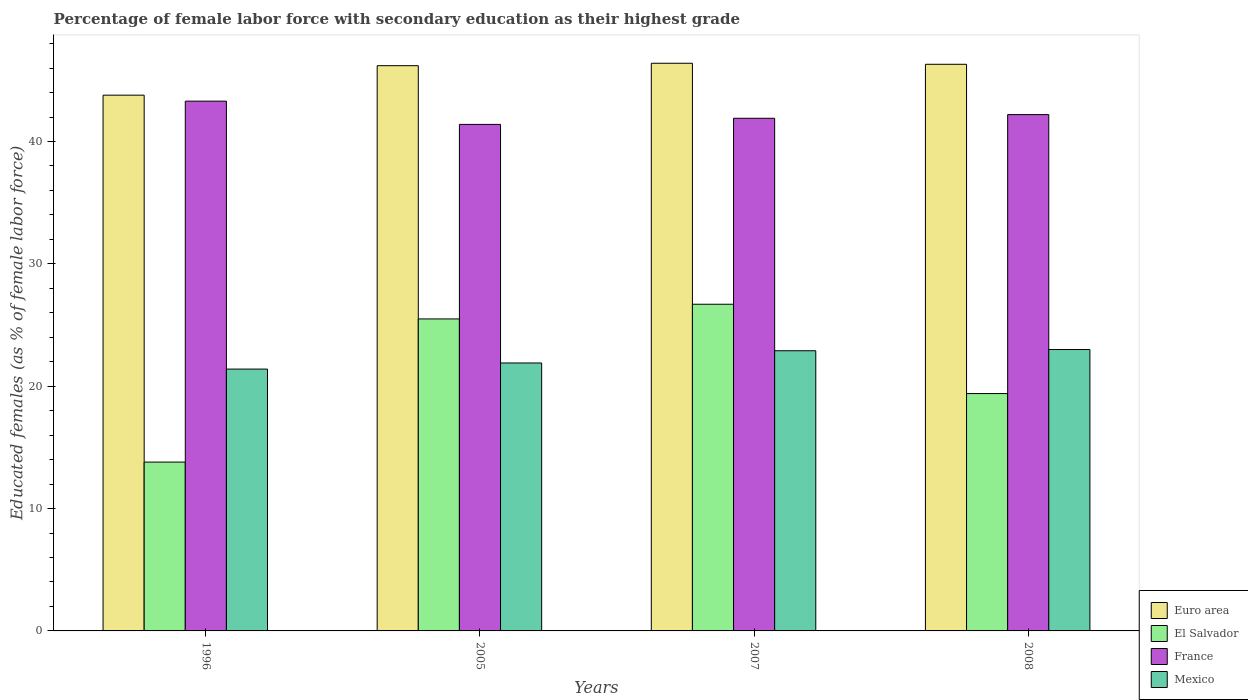 Percentage of female labor force with secondary education as their highest grade
Educated females (as % of female labor force)
40
30
20
10
0
1996
2005
2007
2008
Years
Euro area
El Salvador
France
Mexico